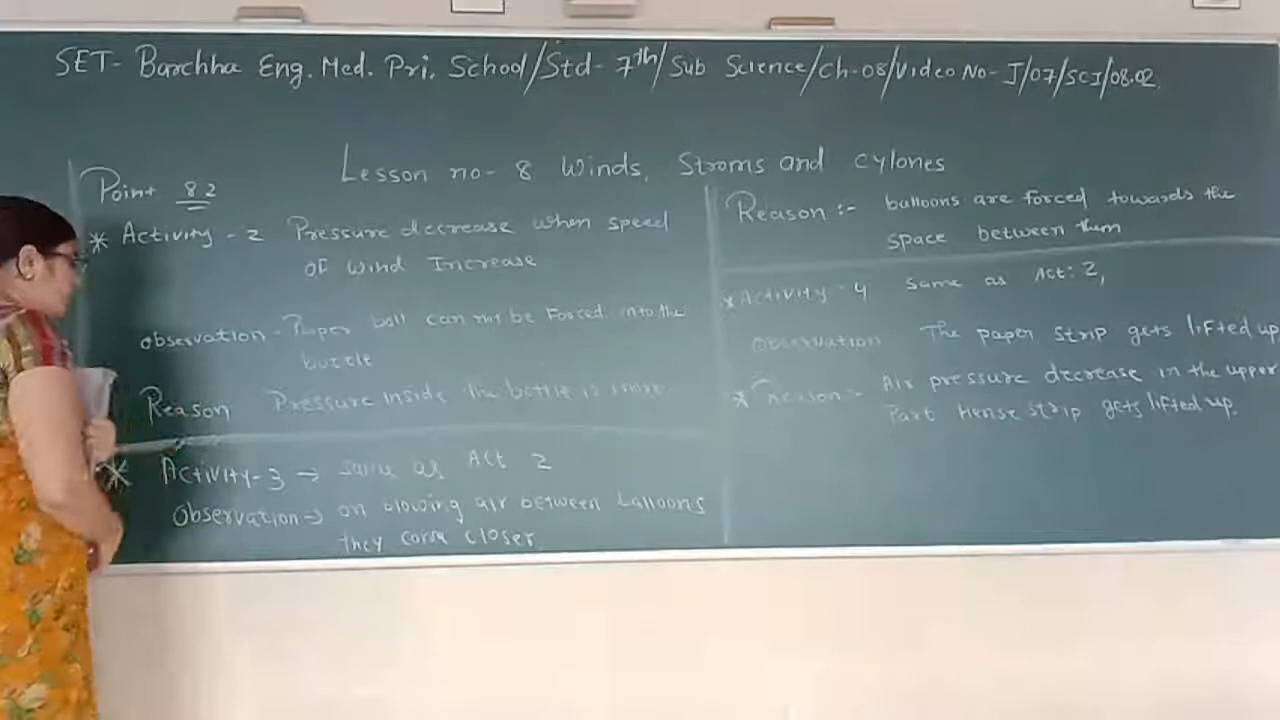 SET- Barchha Eng. Med. Pri. School/Std- 7th/Sub Science/Ch-08/Video No- J/07/SCI/08.02
Lesson no- 8 Winds, Stroms and cylones
Point 8 2
* Activity - 2 Pressure decrease when speed
of wind Increase
observation - Paper ball can not be Forced into the
bottle
Reason Pressure inside the bottle is more
* Activity-3 → same as Act 2
Observation → on blowing air between balloons
they come closer
Reason :- balloons are forced towards the
space between them
* Activity - 4 same as Act: 2,
Observation The paper strip gets lifted up
* Reason :- Air pressure decrease in the upper
Part Hense strip gets lifted up.